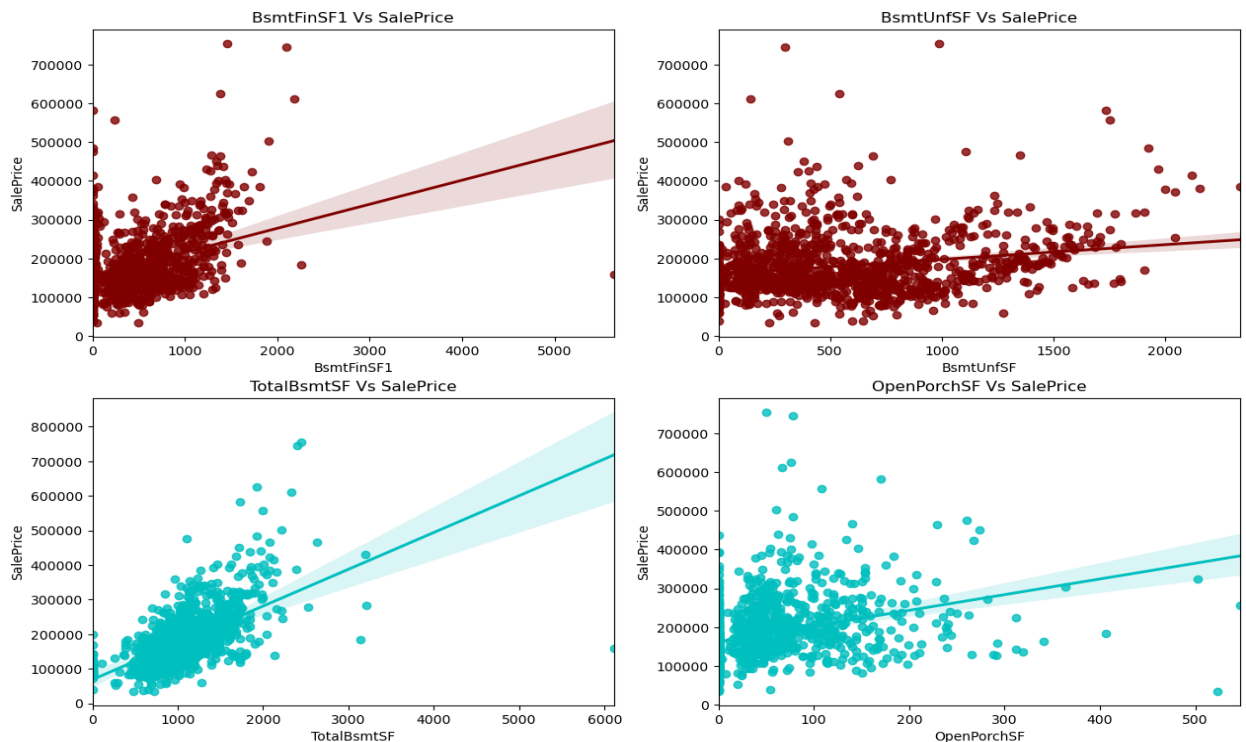 BsmtFinSF1 Vs SalePrice
700000
600000
500000
400000
300000
200000
100000
0
SalePrice
0 1000 2000 3000 4000 5000
BsmtFinSF1
BsmtUnfSF Vs SalePrice
700000
600000
500000
400000
300000
200000
100000
0
SalePrice
0 500 1000 1500 2000
BsmtUnfSF
TotalBsmtSF Vs SalePrice
800000
700000
600000
500000
400000
300000
200000
100000
0
SalePrice
0 1000 2000 3000 4000 5000 6000
TotalBsmtSF
OpenPorchSF Vs SalePrice
700000
600000
500000
400000
300000
200000
100000
0
SalePrice
0 100 200 300 400 500
OpenPorchSF